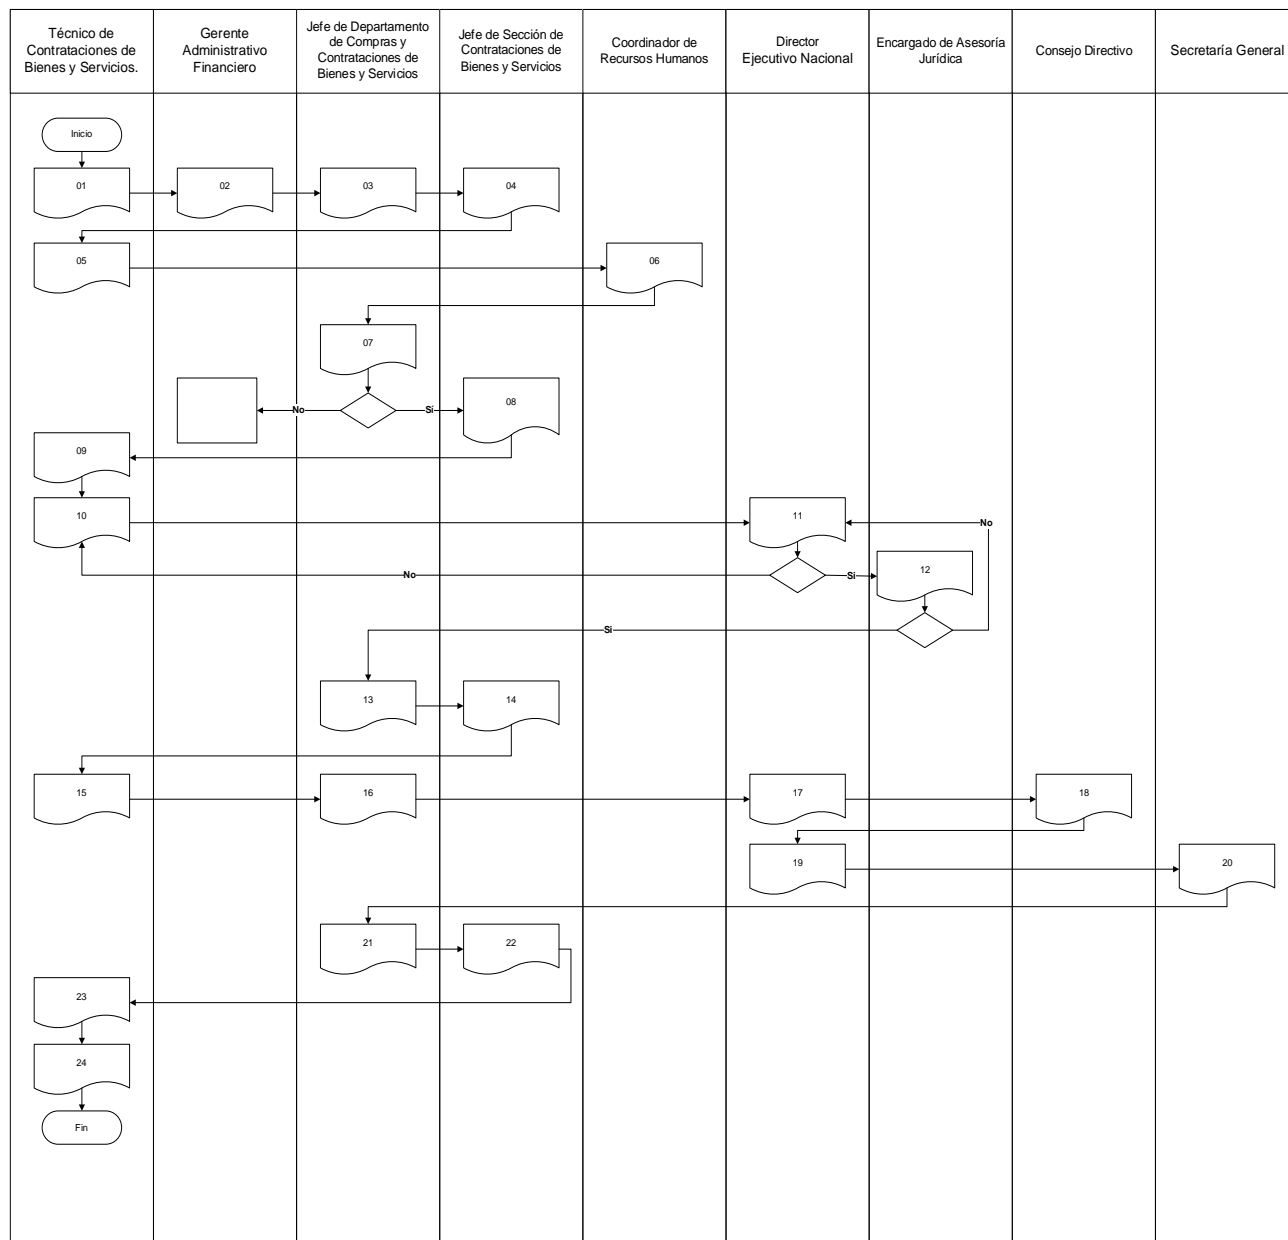 Técnico de
Contrataciones de
Bienes y Servicios.
Gerente
Administrativo
Financiero
Jefe de Departamento
de Compras y
Contrataciones de
Bienes y Servicios
Jefe de Sección de
Contrataciones de
Bienes y Servicios
Coordinador de
Recursos Humanos
Director
Ejecutivo Nacional
Encargado de Asesoría
Jurídica
Consejo Directivo
Secretaría General
Inicio
01
02
03
04
05
06
07
No
Sí
08
09
10
11
No
No
Si
12
Si
13
14
15
16
17
18
19
20
21
22
23
24
Fin